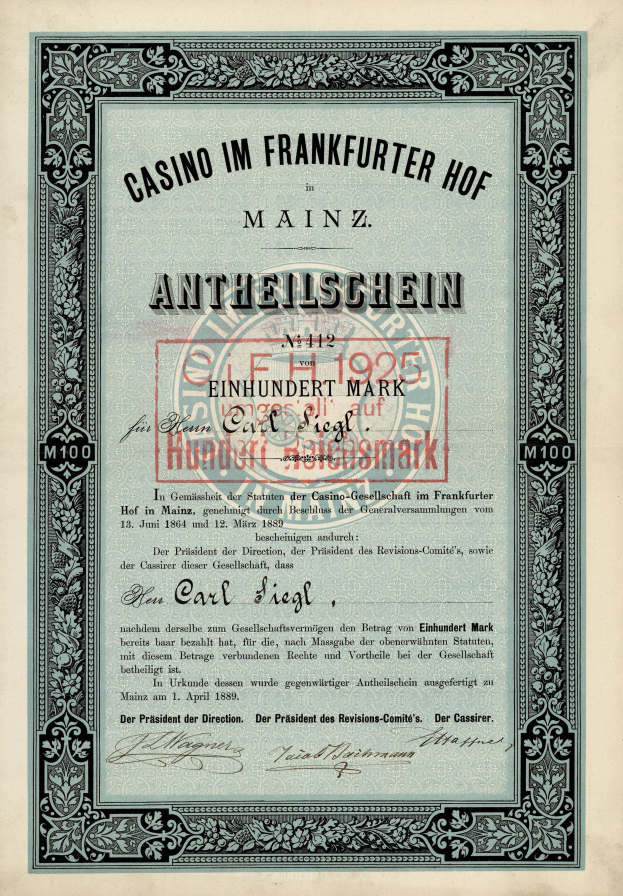 CASINO IM FRANKFURTER HOF
in
MAINZ.
ANTHEILSCHEIN
№ 412
von
EINHUNDERT MARK
1925
auf
Hundert Reichsmark
für Herrn Carl Siegl.
M100
M100
In Gemässheit der Statuten der Casino-Gesellschaft im Frankfurter
Hof in Mainz, genehmigt durch Beschluss der Generalversammlungen vom
13. Juni 1864 und 12. März 1889
bescheinigen andurch:
Der Präsident der Direction, der Präsident des Revisions-Comité's, sowie
der Cassirer dieser Gesellschaft, dass
Herr Carl Siegl,
nachdem derselbe zum Gesellschaftsvermögen den Betrag von Einhundert Mark
bereits baar bezahlt hat, für die, nach Massgabe der obenerwähnten Statuten,
mit diesem Betrage verbundenen Rechte und Vortheile bei der Gesellschaft
betheiligt ist.
In Urkunde dessen wurde gegenwärtiger Antheilschein ausgefertigt zu
Mainz am 1. April 1889.
Der Präsident der Direction. Der Präsident des Revisions-Comité's. Der Cassirer.
Wagner
Jacob